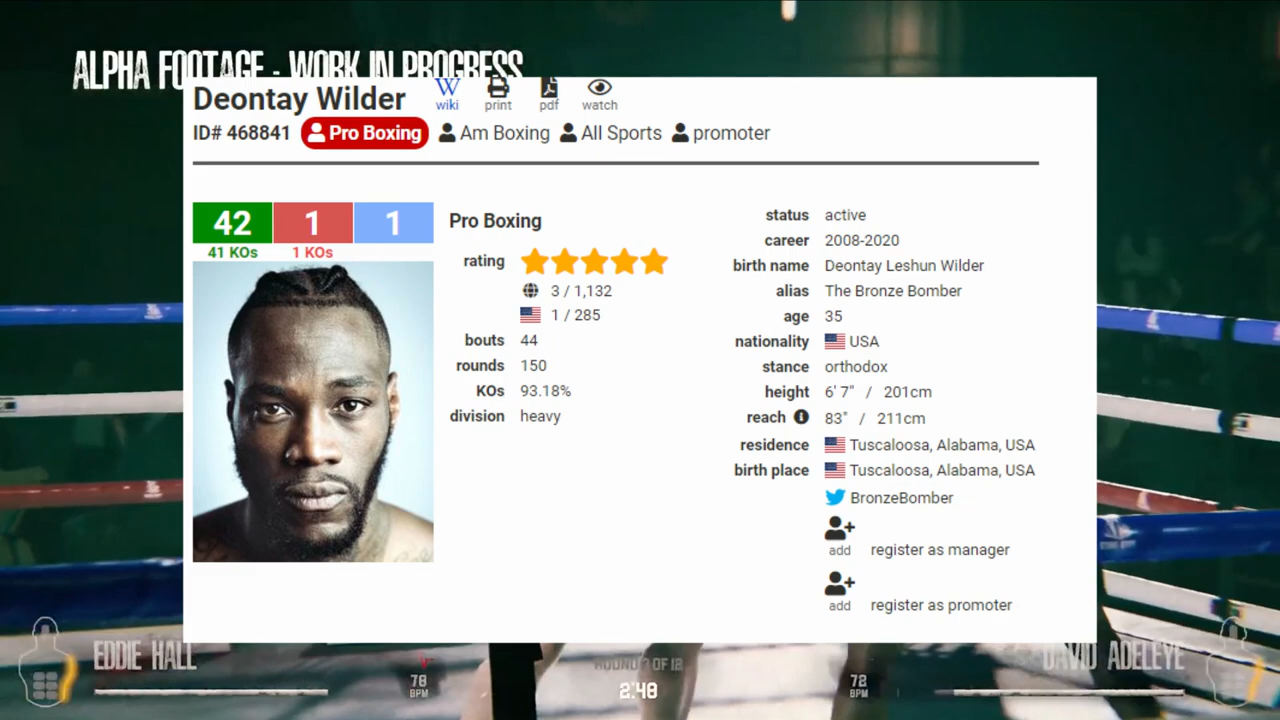 ALPHA FOOTAGE - WORK IN PROGRESS
Deontay Wilder
W
wiki
print
pdf
watch
ID# 468841
Pro Boxing
Am Boxing
All Sports
promoter
42
1
1
41 KOs
1 KOs
Pro Boxing
rating
3 / 1,132
1 / 285
bouts 44
rounds 150
KOs 93.18%
division heavy
status active
career 2008-2020
birth name Deontay Leshun Wilder
alias The Bronze Bomber
age 35
nationality USA
stance orthodox
height 6' 7" / 201cm
reach 83" / 211cm
residence Tuscaloosa, Alabama, USA
birth place Tuscaloosa, Alabama, USA
BronzeBomber
add register as manager
add register as promoter
EDDIE HALL
78
BPM
2:48
72
BPM
DAVID ADELEYE